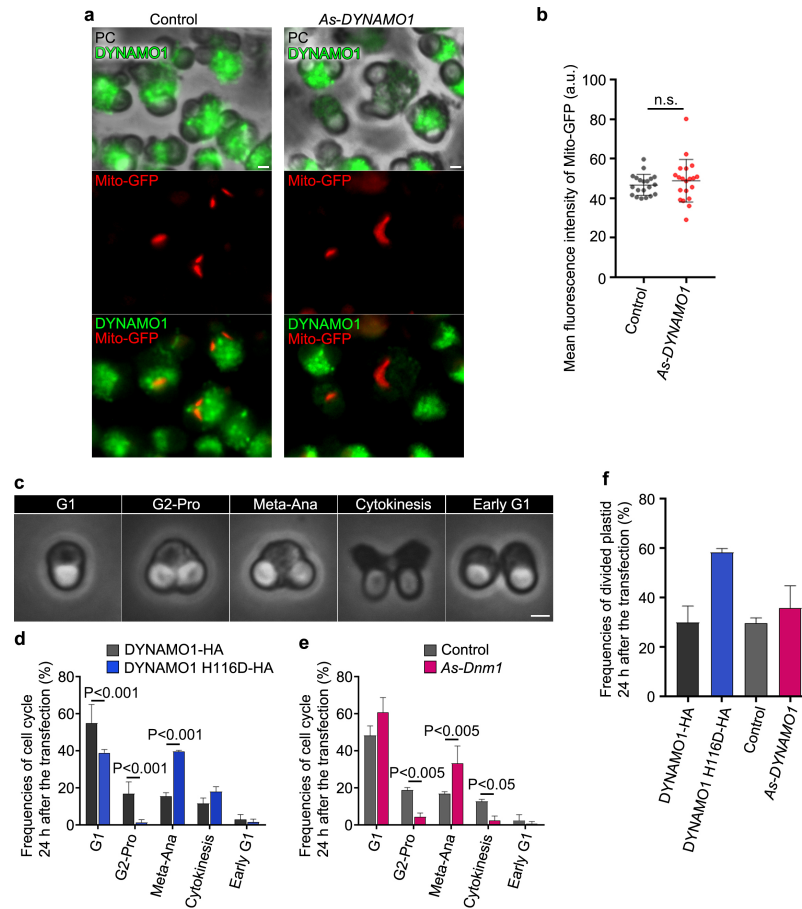 a
Control
As-DYNAMO1
PC
DYNAMO1
PC
DYNAMO1
Mito-GFP
Mito-GFP
DYNAMO1
Mito-GFP
DYNAMO1
Mito-GFP
b
Mean fluorescence intensity of Mito-GFP (a.u.)
100
80
60
40
20
0
n.s.
Control
As-DYNAMO1
c
G1
G2-Pro
Meta-Ana
Cytokinesis
Early G1
d
DYNAMO1-HA
DYNAMO1 H116D-HA
Frequencies of cell cycle
24 h after the transfection (%)
80
60
40
20
0
P<0.001
P<0.001
P<0.001
G1
G2-Pro
Meta-Ana
Cytokinesis
Early G1
e
Control
As-Dnm1
Frequencies of cell cycle
24 h after the transfection (%)
80
60
40
20
0
P<0.005
P<0.005
P<0.05
G1
G2-Pro
Meta-Ana
Cytokinesis
Early G1
f
Frequencies of divided plastid
24 h after the transfection (%)
80
60
40
20
0
DYNAMO1-HA
DYNAMO1 H116D-HA
Control
As-DYNAMO1